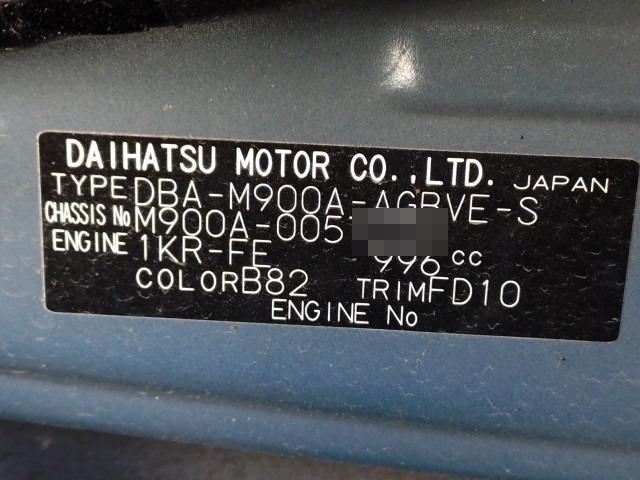 DAIHATSU MOTOR CO.,LTD. JAPAN
TYPE DBA-M900A-AGBVE-S
CHASSIS No M900A-005
ENGINE 1KR-FE 996 cc
COLOR B82 TRIM FD10
ENGINE No